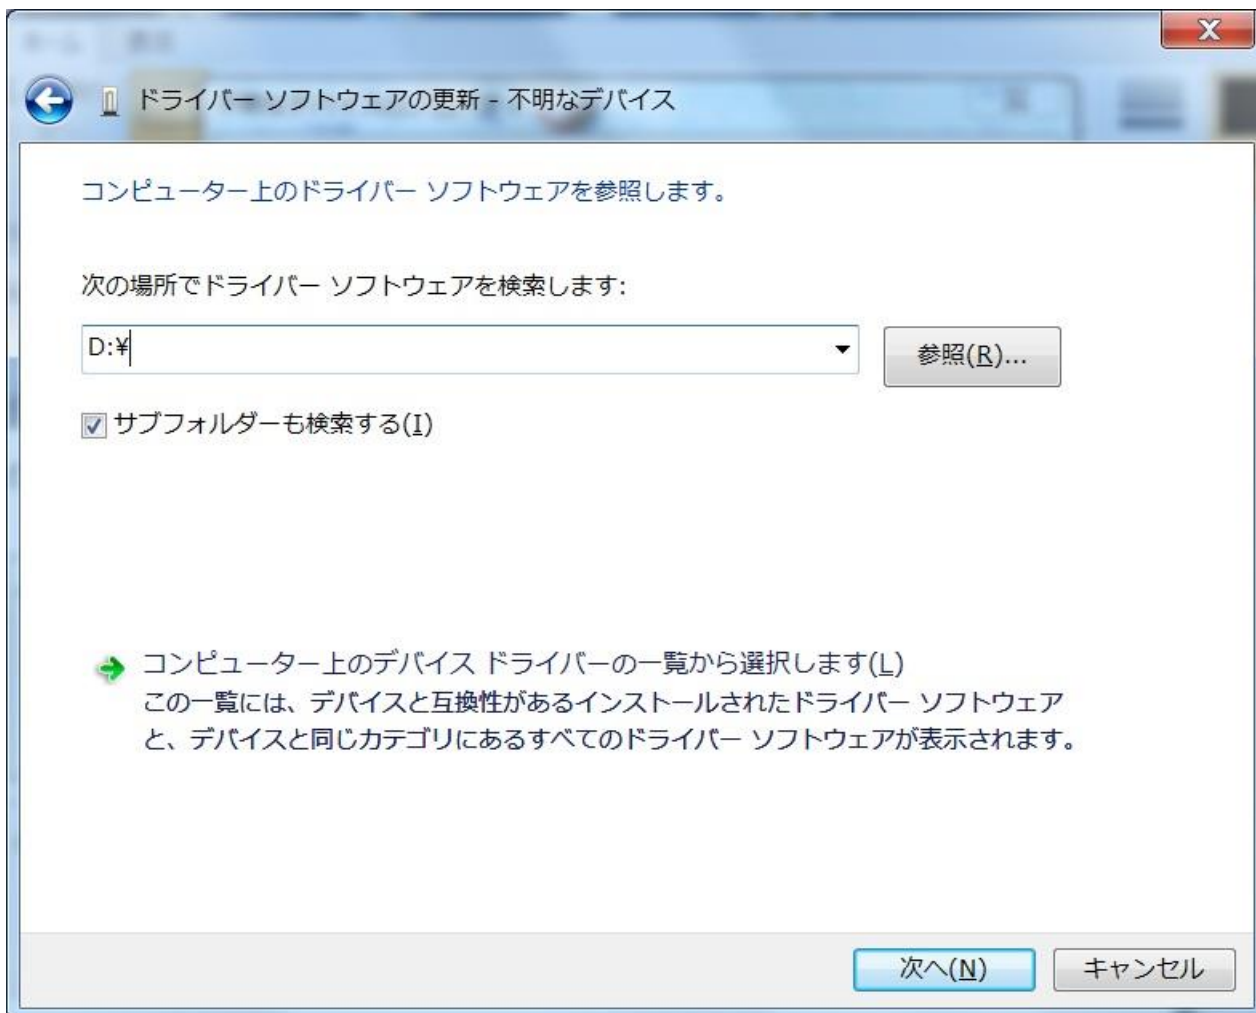 ドライバー ソフトウェアの更新 - 不明なデバイス
コンピューター上のドライバー ソフトウェアを参照します。
次の場所でドライバー ソフトウェアを検索します:
D:¥
参照(R)...
サブフォルダーも検索する(I)
コンピューター上のデバイス ドライバーの一覧から選択します(L)
この一覧には、デバイスと互換性があるインストールされたドライバー ソフトウェア
と、デバイスと同じカテゴリにあるすべてのドライバー ソフトウェアが表示されます。
次へ(N)
キャンセル